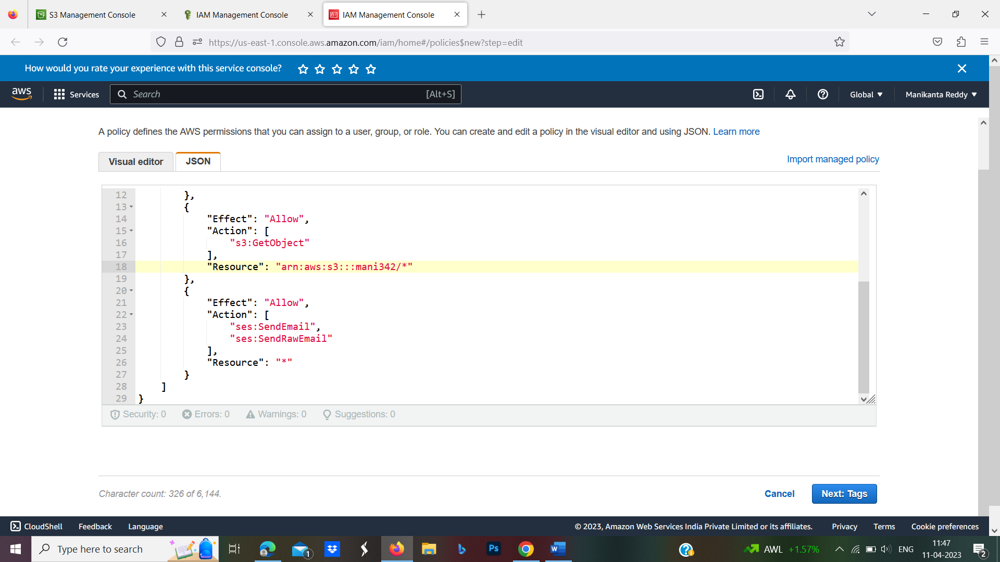 S3 Management Console
IAM Management Console
IAM Management Console
https://us-east-1.console.aws.amazon.com/iam/home#/policies$new?step=edit
How would you rate your experience with this service console?
aws
Services
Search
[Alt+S]
Global
Manikanta Reddy
A policy defines the AWS permissions that you can assign to a user, group, or role. You can create and edit a policy in the visual editor and using JSON. Learn more
Visual editor
JSON
Import managed policy
12 },
13 {
14 "Effect": "Allow",
15 "Action": [
16 "s3:GetObject"
17 ],
18 "Resource": "arn:aws:s3:::mani342/*"
19 },
20 {
21 "Effect": "Allow",
22 "Action": [
23 "ses:SendEmail",
24 "ses:SendRawEmail"
25 ],
26 "Resource": "*"
27 }
28 ]
29 }
Security: 0
Errors: 0
Warnings: 0
Suggestions: 0
Character count: 326 of 6,144.
Cancel
Next: Tags
CloudShell
Feedback
Language
© 2023, Amazon Web Services India Private Limited or its affiliates.
Privacy
Terms
Cookie preferences
Type here to search
1
Ps
W
AWL +1.57%
ENG
11:47
11-04-2023
2